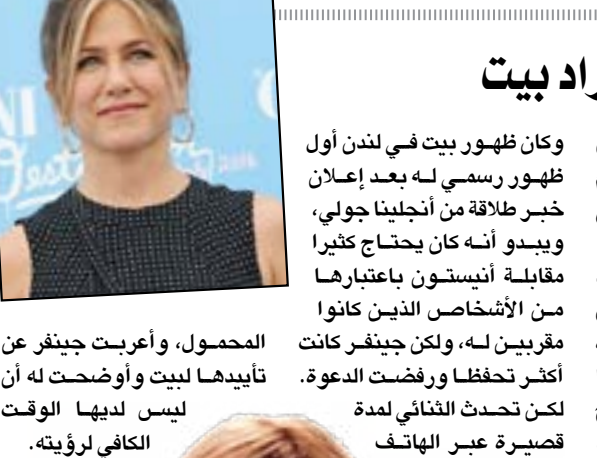 راد بيت
وكان ظهور بيت في لندن أول
ظهور رسمي له بعد إعلان
خبر طلاقة من أنجلينا جولي،
ويبدو أنه كان يحتاج كثيرا
مقابلة أنيستون باعتبارها
من الأشخاص الذين كانوا
مقربين له، ولكن جينفر كانت
أكثر تحفظا ورفضت الدعوة.
لكن تحدث الثنائي لمدة
قصيرة عبر الهاتف
المحمول، وأعربت جينفر عن
تأييدها لبيت وأوضحت له أن
ليس لديها الوقت
الكافي لرؤيته.